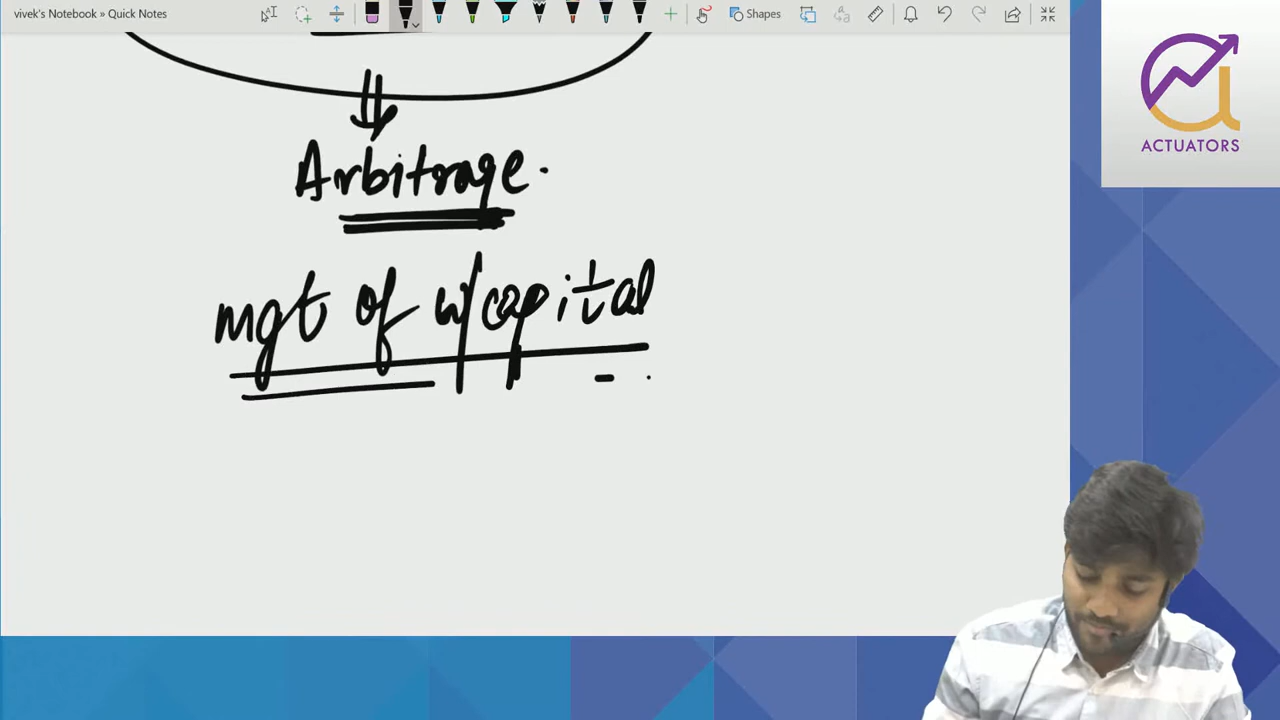 vivek's Notebook » Quick Notes
Shapes
ACTUATORS
Arbitrage.
mgt of w/capital